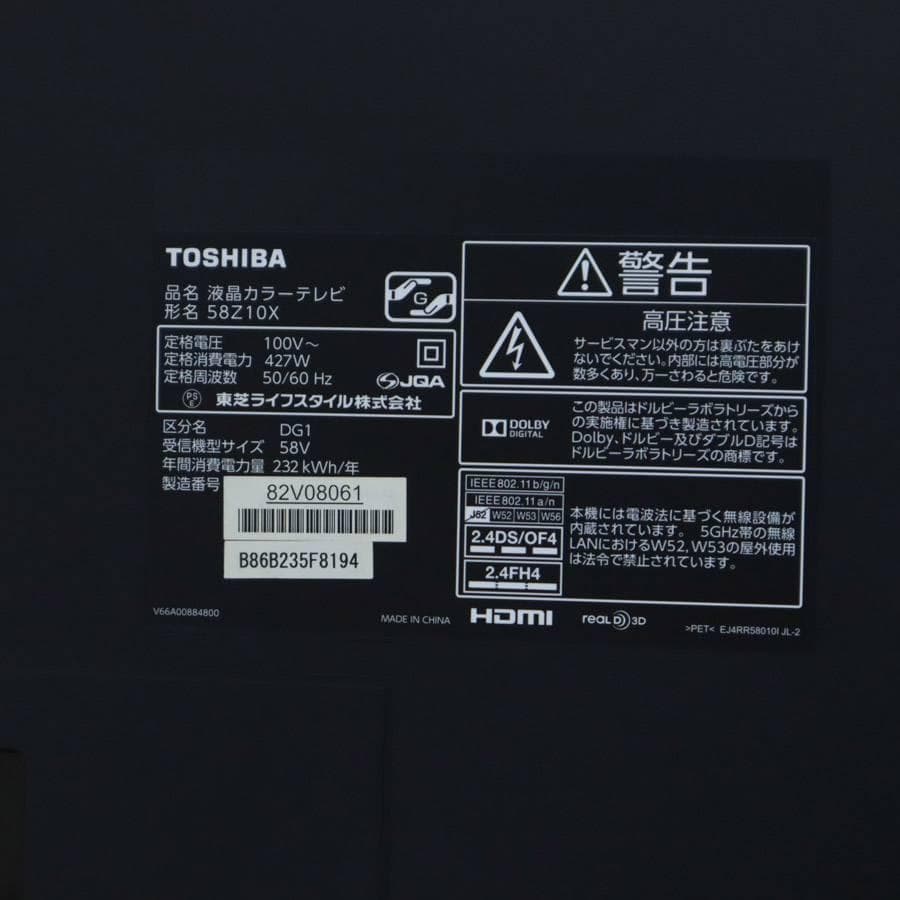 TOSHIBA
品名 液晶カラーテレビ
形名 58Z10X
G
定格電圧 100V～
定格消費電力 427W
定格周波数 50/60 Hz
JQA
PS
E
東芝ライフスタイル株式会社
区分名 DG1
受信機型サイズ 58V
年間消費電力量 232 kWh/年
製造番号
82V08061
B86B235F8194
V66A00884800
MADE IN CHINA
警告
高圧注意
サービスマン以外の方は裏ぶたをあけ
ないでください。内部には高電圧部分が
数多くあり、万一さわると危険です。
DOLBY
DIGITAL
この製品はドルビーラボラトリーズから
の実施権に基づき製造されています。
Dolby、ドルビー及びダブルD記号は
ドルビーラボラトリーズの商標です。
IEEE802.11b/g/n
IEEE802.11a/n
J52 W52 W53 W56
2.4DS/OF4
2.4FH4
本機には電波法に基づく無線設備が
内蔵されています。 5GHz帯の無線
LANにおけるW52、W53の屋外使用
は法令で禁止されています。
HDMI
REALD 3D
>PET< EJ4RR58010I JL-2